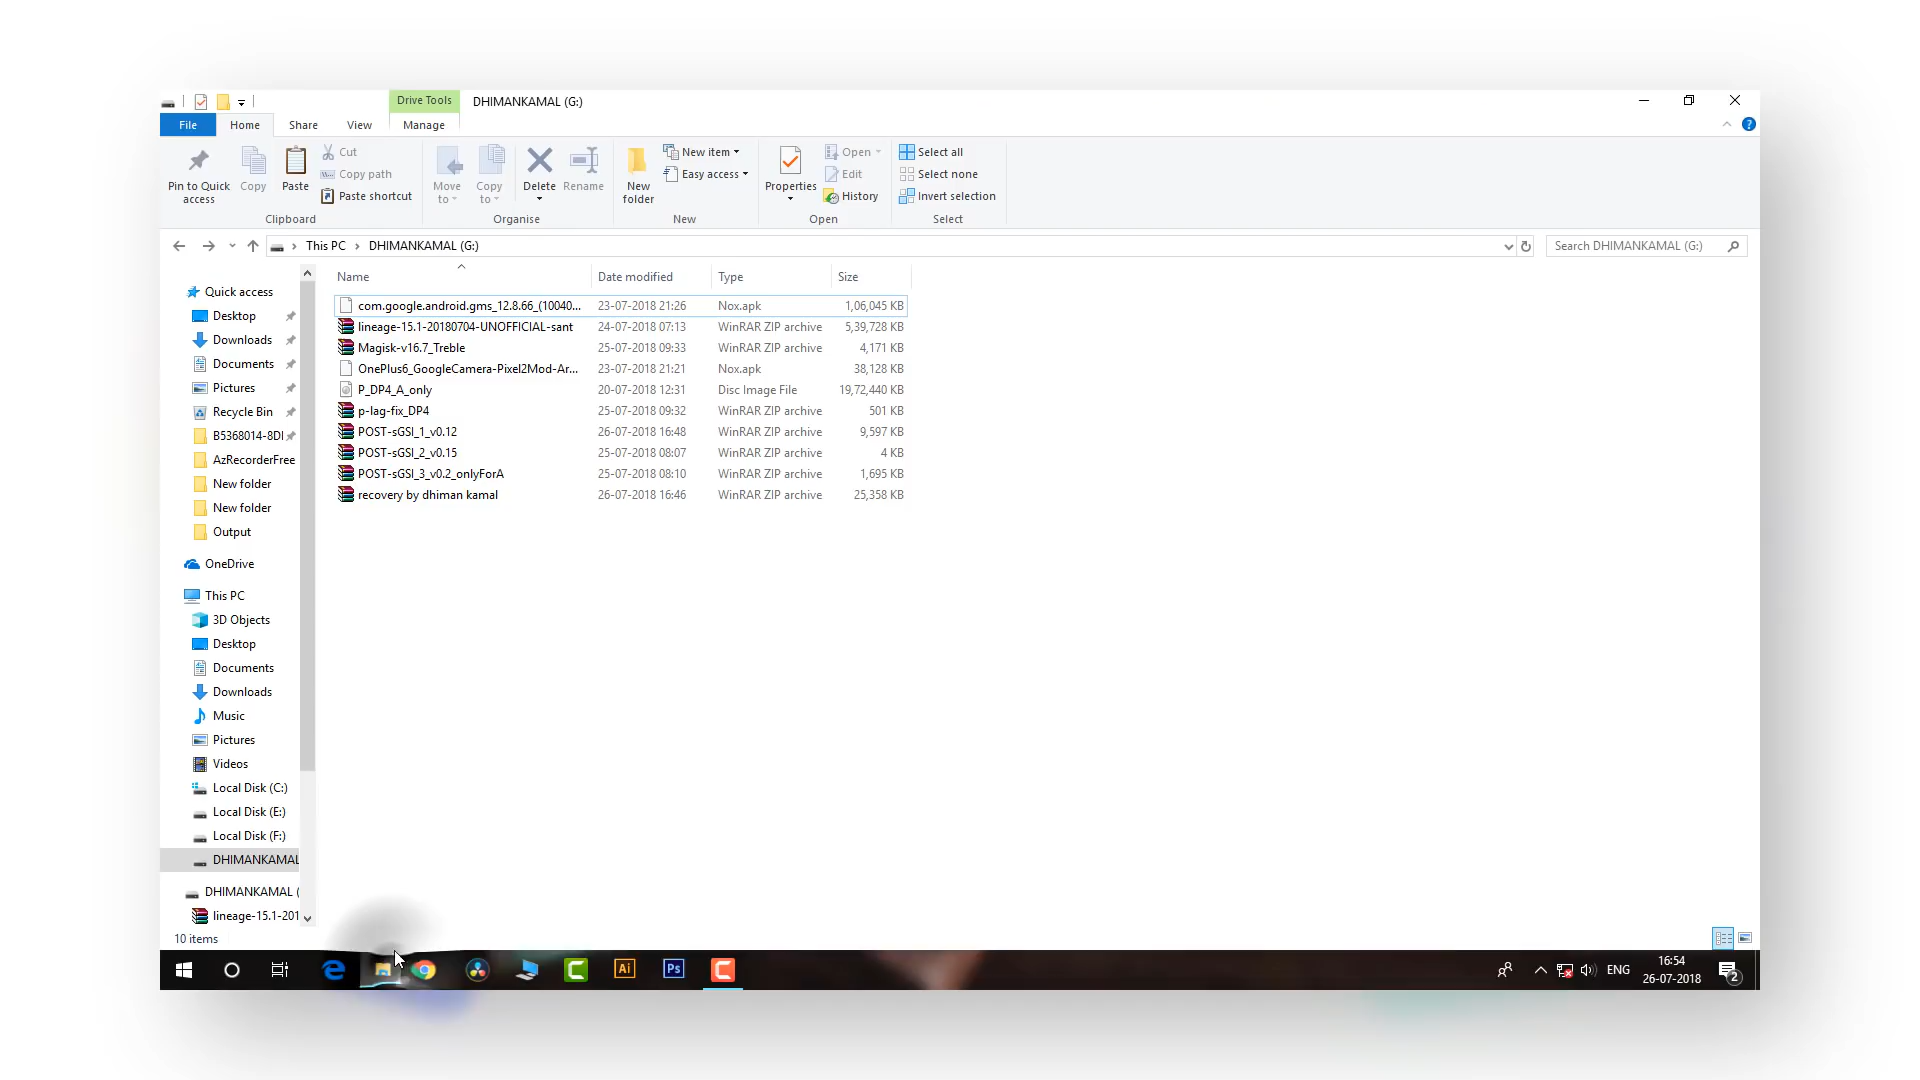 Drive Tools
DHIMANKAMAL (G:)
File
Home
Share
View
Manage
Pin to Quick access
Copy
Paste
Cut
Copy path
Paste shortcut
Clipboard
Move to
Copy to
Delete
Rename
Organise
New folder
New item
Easy access
New
Properties
Open
Edit
History
Open
Select all
Select none
Invert selection
Select
This PC
DHIMANKAMAL (G:)
Search DHIMANKAMAL (G:)
Name Date modified Type Size
com.google.android.gms_12.8.66_(10040... 23-07-2018 21:26 Nox.apk 1,06,045 KB
lineage-15.1-20180704-UNOFFICIAL-sant 24-07-2018 07:13 WinRAR ZIP archive 5,39,728 KB
Magisk-v16.7_Treble 25-07-2018 09:33 WinRAR ZIP archive 4,171 KB
OnePlus6_GoogleCamera-Pixel2Mod-Ar... 23-07-2018 21:21 Nox.apk 38,128 KB
P_DP4_A_only 20-07-2018 12:31 Disc Image File 19,72,440 KB
p-lag-fix_DP4 25-07-2018 09:32 WinRAR ZIP archive 501 KB
POST-sGSI_1_v0.12 26-07-2018 16:48 WinRAR ZIP archive 9,597 KB
POST-sGSI_2_v0.15 25-07-2018 08:07 WinRAR ZIP archive 4 KB
POST-sGSI_3_v0.2_onlyForA 25-07-2018 08:10 WinRAR ZIP archive 1,695 KB
recovery by dhiman kamal 26-07-2018 16:46 WinRAR ZIP archive 25,358 KB
Quick access
Desktop
Downloads
Documents
Pictures
Recycle Bin
B5368014-8DI
AzRecorderFree
New folder
New folder
Output
OneDrive
This PC
3D Objects
Desktop
Documents
Downloads
Music
Pictures
Videos
Local Disk (C:)
Local Disk (E:)
Local Disk (F:)
DHIMANKAMAL
DHIMANKAMAL (
lineage-15.1-201
10 items
Ai
Ps
ENG
16:54
26-07-2018
2